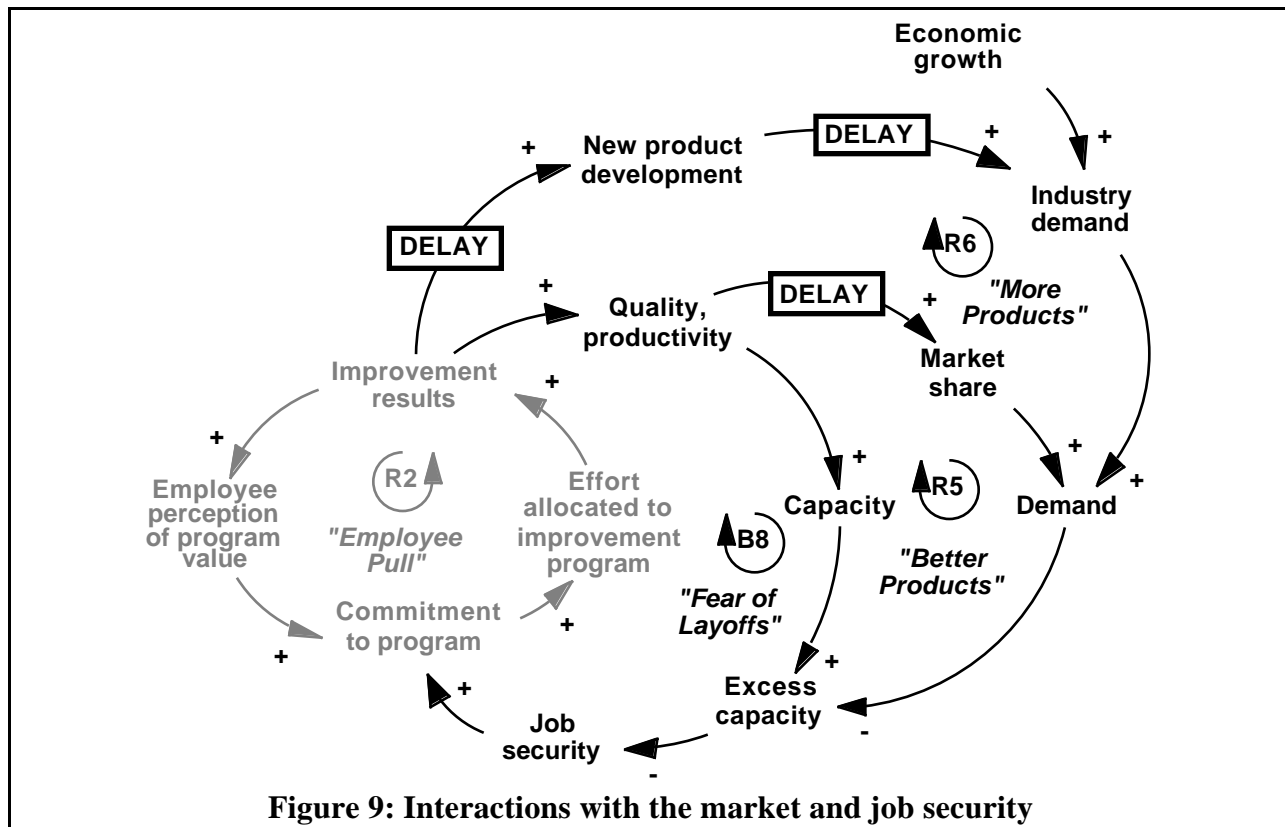 Economic
growth
+
DELAY
+
+
New product
development
Industry
demand
DELAY
R6
+
Quality,
productivity
DELAY
+
"More
Products"
Market
share
Improvement
results
+
+
+
+
R2
Employee
perception
of program
value
Effort
allocated to
improvement
program
Capacity
R5
Demand
+
"Employee
Pull"
B8
"Better
Products"
"Fear of
Layoffs"
Commitment
to program
+
+
+
+
Excess
capacity
-
Job
security
-
Figure 9: Interactions with the market and job security